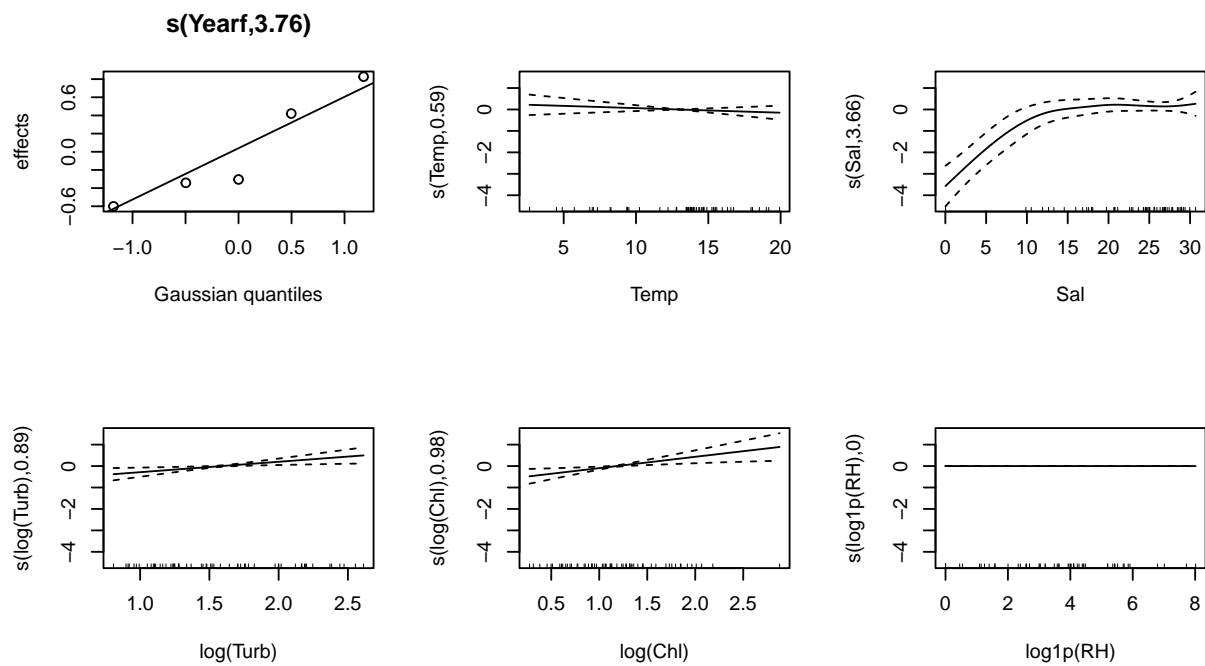 s(Yearf,3.76)
effects
−0.6 0.0 0.6
−1.0 0.0 0.5 1.0
Gaussian quantiles
s(Temp,0.59)
−4 −2 0
5 10 15 20
Temp
s(Sal,3.66)
−4 −2 0
0 5 10 15 20 25 30
Sal
s(log(Turb),0.89)
−4 −2 0
1.0 1.5 2.0 2.5
log(Turb)
s(log(Chl),0.98)
−4 −2 0
0.5 1.0 1.5 2.0 2.5
log(Chl)
s(log1p(RH),0)
−4 −2 0
0 2 4 6 8
log1p(RH)